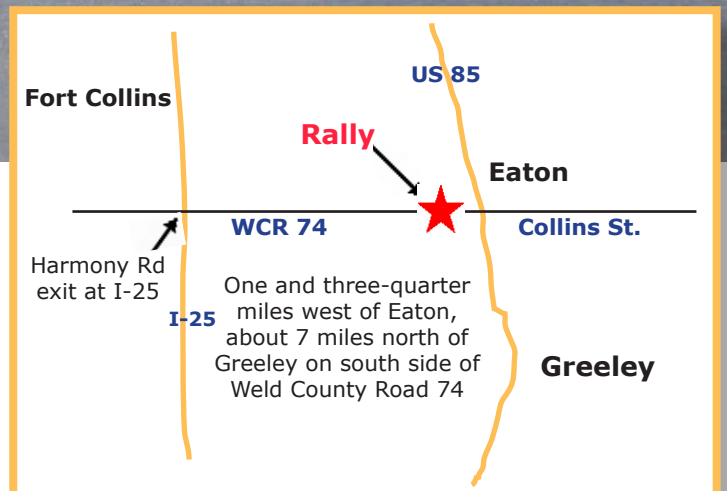 US 85
Fort Collins
Rally
Eaton
WCR 74
Collins St.
Harmony Rd
exit at I-25
I-25
One and three-quarter
miles west of Eaton,
about 7 miles north of
Greeley on south side of
Weld County Road 74
Greeley